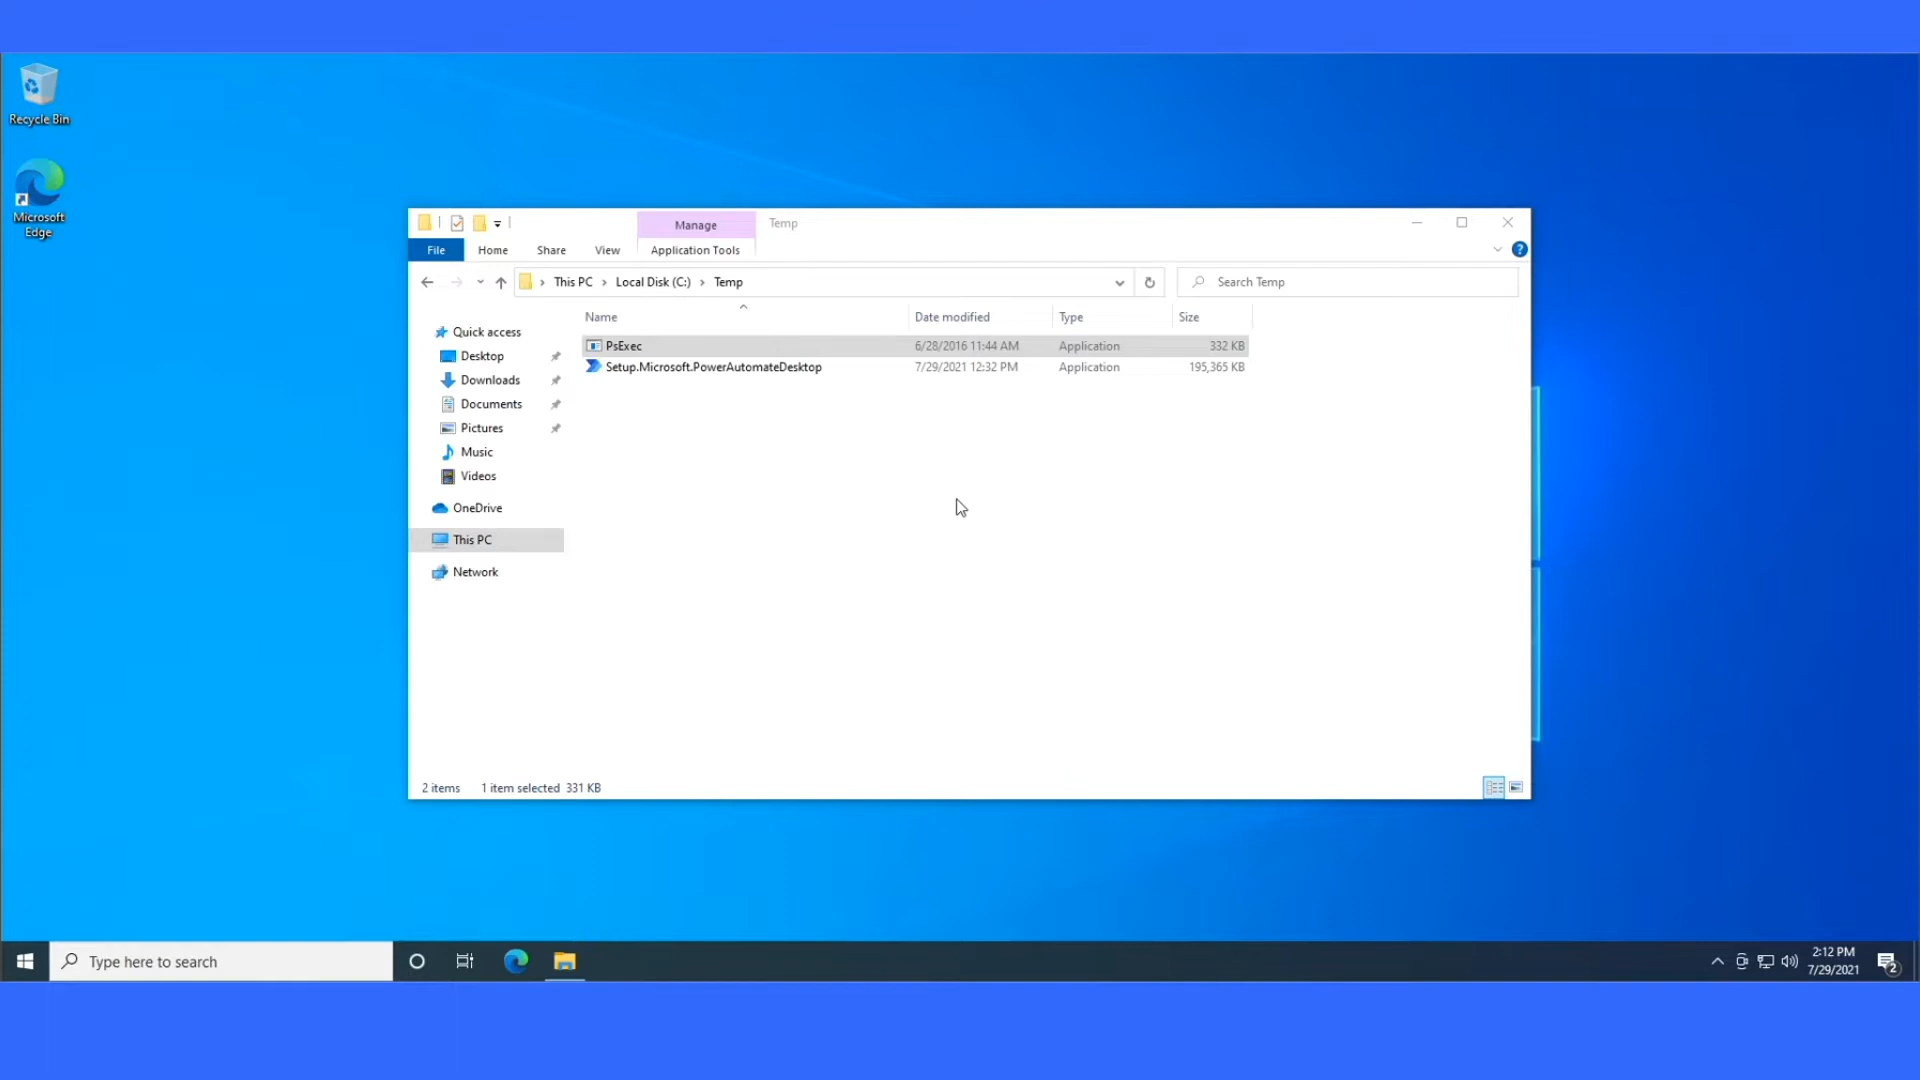 Recycle Bin
Microsoft
Edge
Manage
Temp
File
Home
Share
View
Application Tools
?
This PC
Local Disk (C:)
Temp
Search Temp
Name
Date modified
Type
Size
Quick access
PsExec
6/28/2016 11:44 AM
Application
332 KB
Desktop
Setup.Microsoft.PowerAutomateDesktop
7/29/2021 12:32 PM
Application
195,365 KB
Downloads
Documents
Pictures
Music
Videos
OneDrive
This PC
Network
2 items
1 item selected 331 KB
Type here to search
2:12 PM
7/29/2021
2